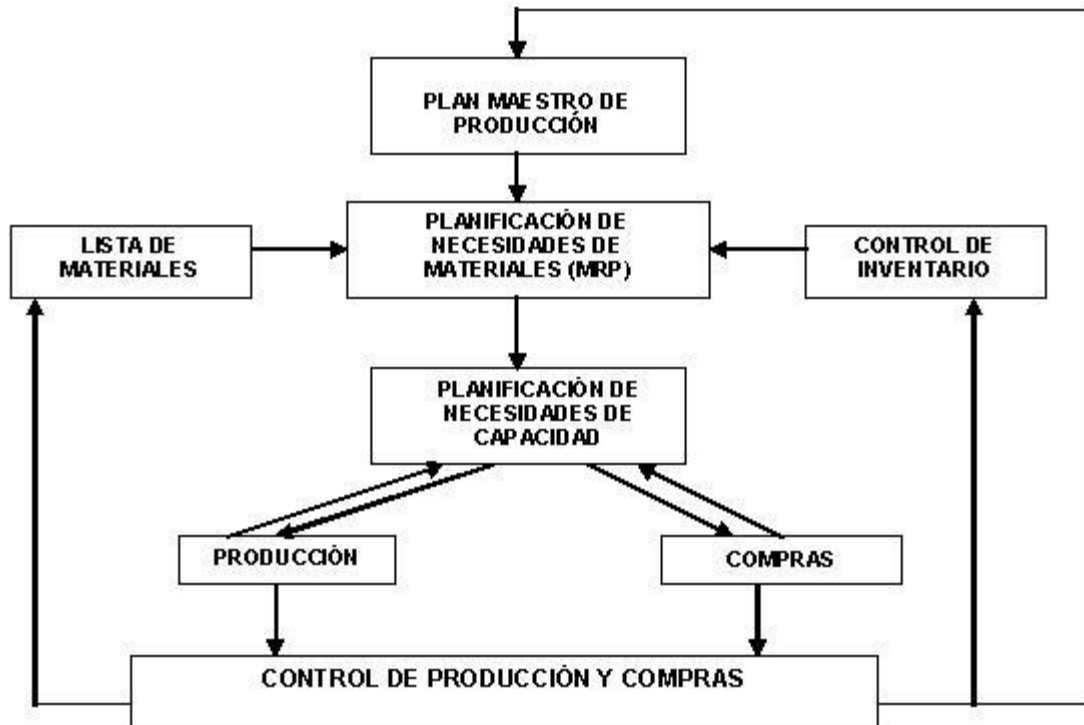 PLAN MAESTRO DE
PRODUCCIÓN
LISTA DE
MATERIALES
PLANIFICACIÓN DE
NECESIDADES DE
MATERIALES (MRP)
CONTROL DE
INVENTARIO
PLANIFICACIÓN DE
NECESIDADES DE
CAPACIDAD
PRODUCCIÓN
COMPRAS
CONTROL DE PRODUCCIÓN Y COMPRAS